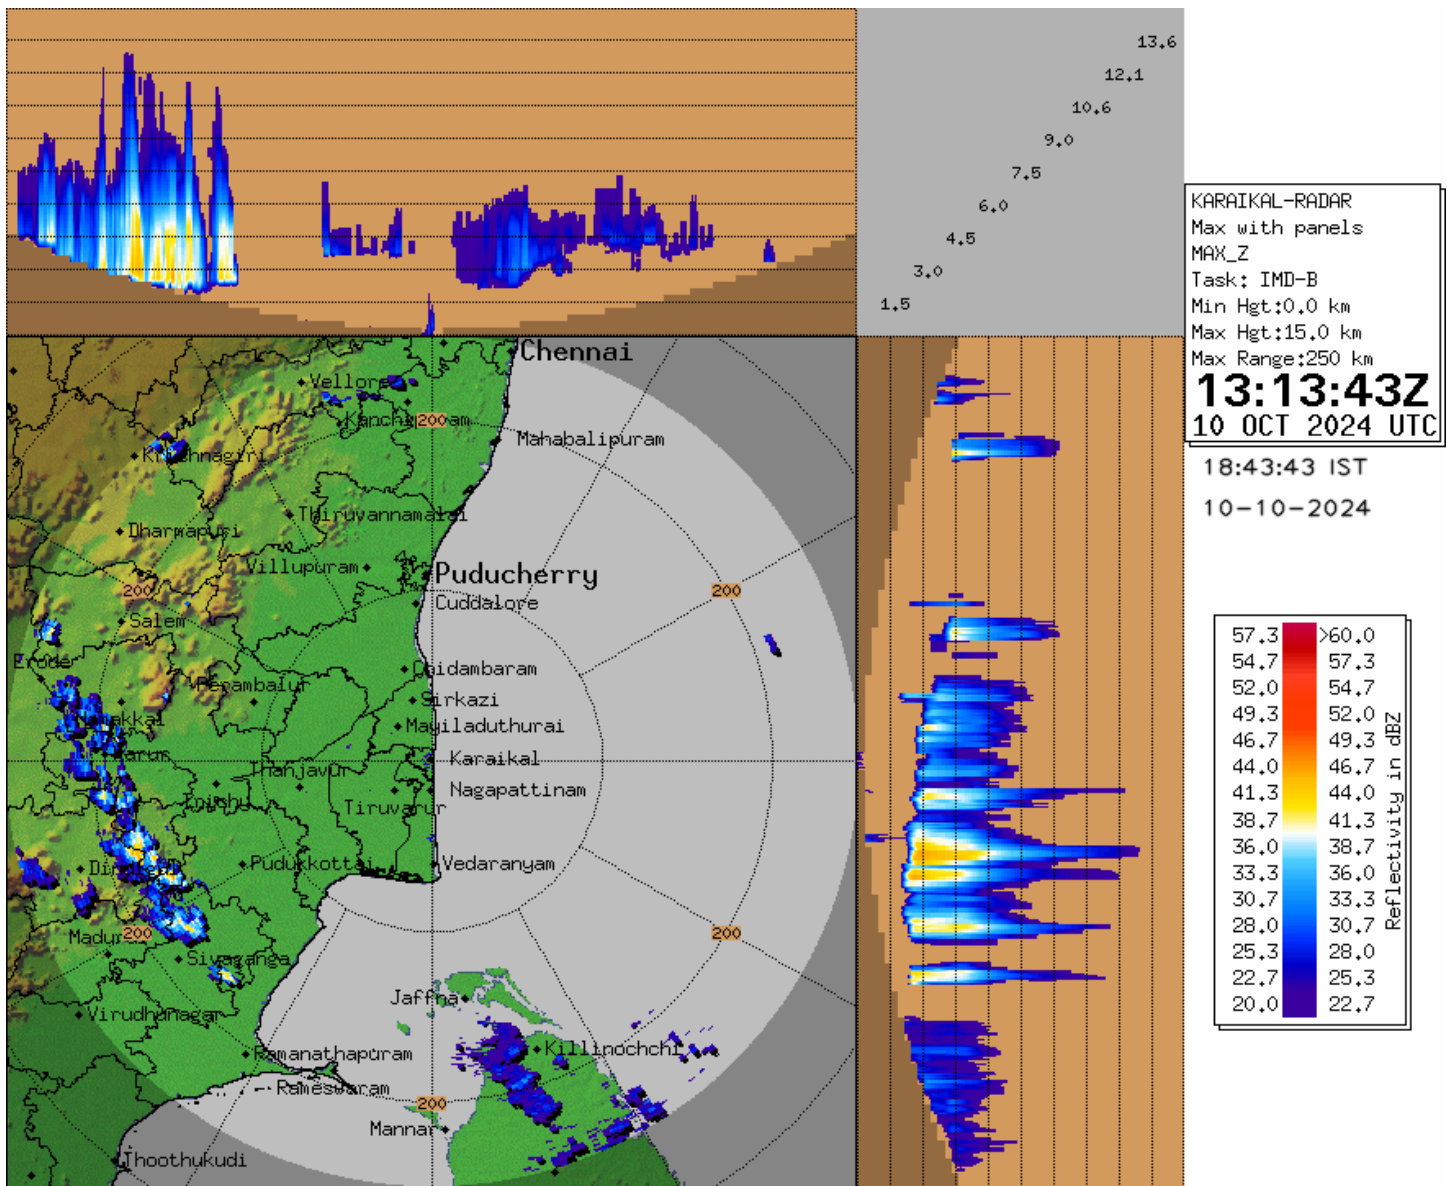 13.6
12.1
10.6
9.0
7.5
6.0
4.5
3.0
1.5
KARAIKAL-RADAR
Max with panels
MAX_Z
Task: IMD-B
Min Hgt:0.0 km
Max Hgt:15.0 km
Max Range:250 km
13:13:43Z
10 OCT 2024 UTC
18:43:43 IST
10-10-2024
Chennai
Vellore
200
Mahabalipuram
Krishnagiri
Thiruvannamalai
Dharmapuri
Villupuram
Puducherry
200
200
Cuddalore
Salem
Erode
Chidambaram
Perambalur
Sirkazi
Namakkal
Mayiladuthurai
Karur
Karaikal
Thanjavur
Nagapattinam
Tiruvarur
Dindigul
Pudukkottai
Vedaranyam
200
200
Sivaganga
Jaffna
Virudhunagar
Killinochchi
Ramanathapuram
Rameswaram
200
Mannar
Thoothukudi
57.3 >60.0
54.7 57.3
52.0 54.7
49.3 52.0
46.7 49.3
44.0 46.7
41.3 44.0
38.7 41.3
36.0 38.7
33.3 36.0
30.7 33.3
28.0 30.7
25.3 28.0
22.7 25.3
20.0 22.7
Reflectivity in dBZ